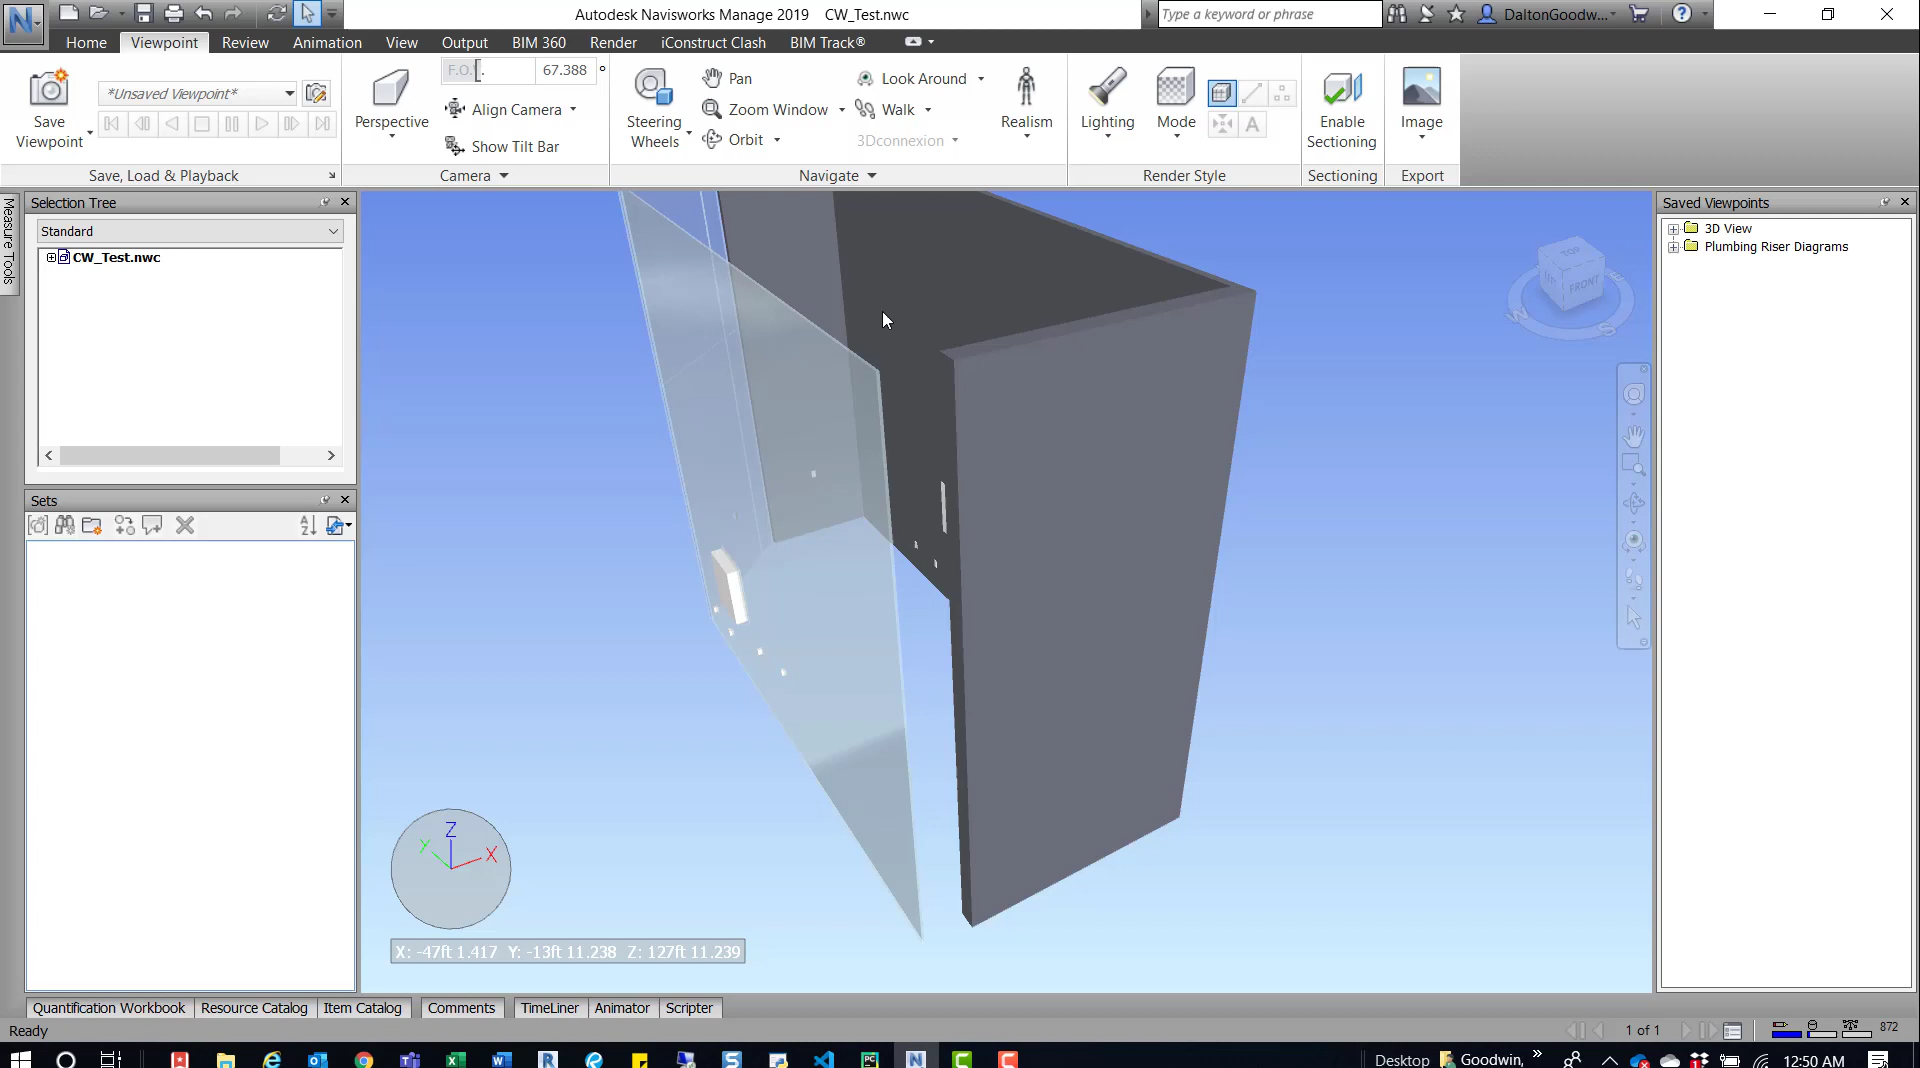 Autodesk Navisworks Manage 2019 CW_Test.nwc
Type a keyword or phrase
DaltonGoodw...
Home Viewpoint Review Animation View Output BIM 360 Render iConstruct Clash BIM Track®
Save Viewpoint
*Unsaved Viewpoint*
Save, Load & Playback
Perspective
67.388 °
Align Camera
Show Tilt Bar
Camera
Steering Wheels
Pan
Zoom Window
Orbit
Look Around
Walk
3Dconnexion
Realism
Navigate
Lighting
Mode
Render Style
Enable Sectioning
Sectioning
Image
Export
Measure Tools
Selection Tree
Standard
CW_Test.nwc
Sets
TOP
FRONT
W
S
Z
Y
X
X: -47ft 1.417 Y: -13ft 11.238 Z: 127ft 11.239
Saved Viewpoints
3D View
Plumbing Riser Diagrams
Quantification Workbook Resource Catalog Item Catalog Comments TimeLiner Animator Scripter
Ready
1 of 1
872
Desktop Goodwin, »
12:50 AM